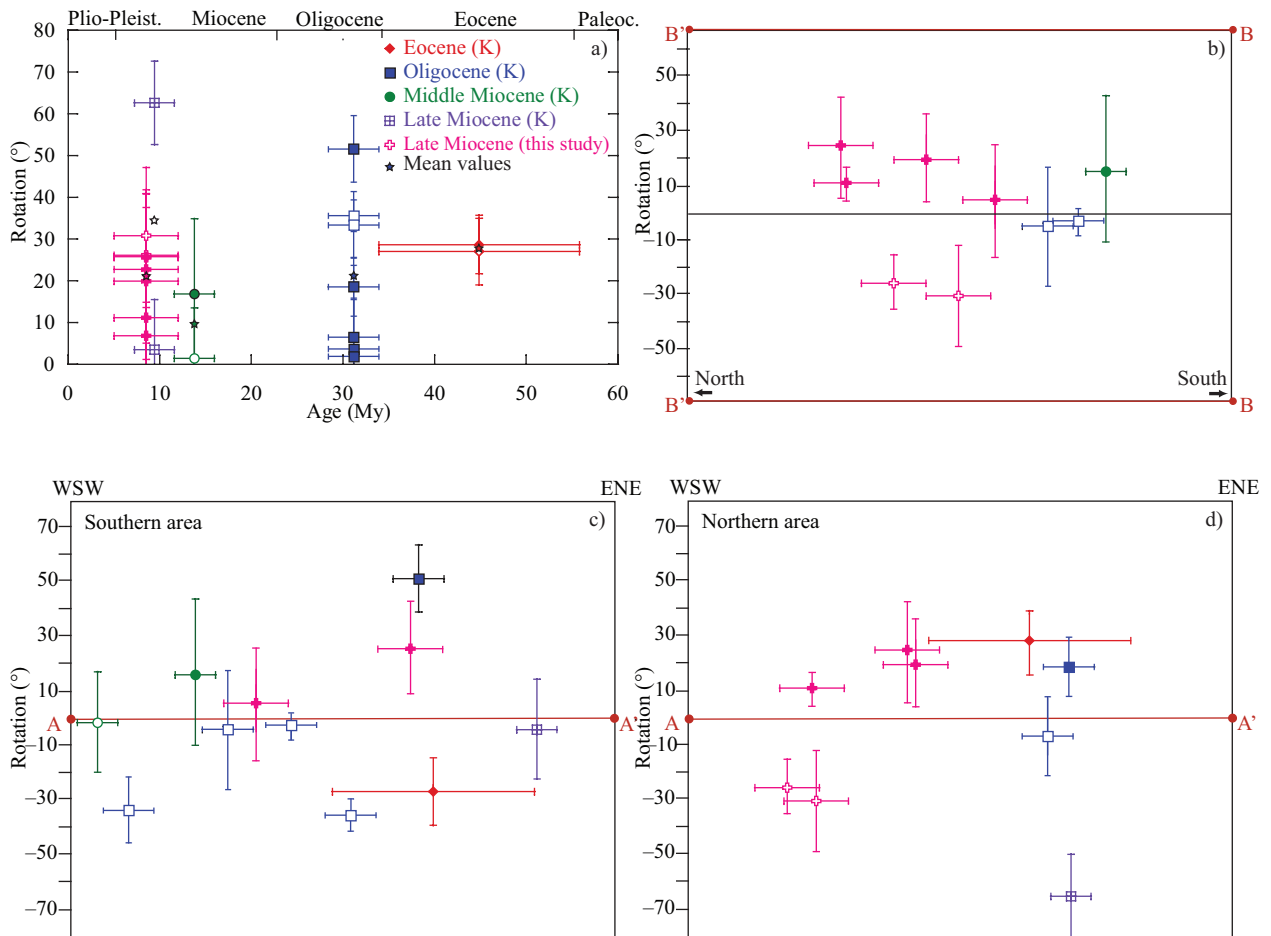 Plio-Pleist. Miocene Oligocene Eocene Paleoc.
a)
Eocene (K)
Oligocene (K)
Middle Miocene (K)
Late Miocene (K)
Late Miocene (this study)
Mean values
Rotation (°)
80
70
60
50
40
30
20
10
0
0 10 20 30 40 50 60
Age (My)
B' B
b)
Rotation (°)
50
30
10
–10
–30
–50
North South
B' B
WSW ENE
Southern area c)
Rotation (°)
70
50
30
10
A A'
–10
–30
–50
–70
WSW ENE
Northern area d)
Rotation (°)
70
50
30
10
A A'
–10
–30
–50
–70